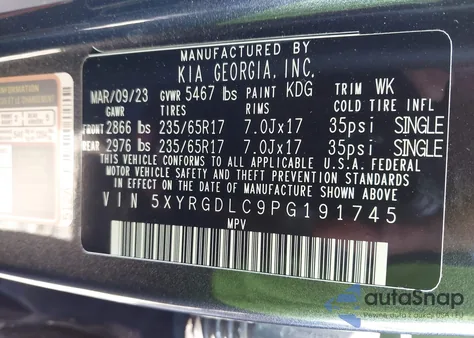 MANUFACTURED BY
KIA GEORGIA, INC.
MAR/09/23 GVWR 5467 lbs PAINT KDG TRIM WK
GAWR TIRES RIMS COLD TIRE INFL
FRONT 2866 lbs 235/65R17 7.0Jx17 35psi SINGLE
REAR 2976 lbs 235/65R17 7.0Jx17 35psi SINGLE
THIS VEHICLE CONFORMS TO ALL APPLICABLE U.S.A. FEDERAL
MOTOR VEHICLE SAFETY AND THEFT PREVENTION STANDARDS
IN EFFECT ON THE DATE OF MANUFACTURE SHOWN ABOVE.
VIN 5XYRGDLC9PG191745
MPV
autoSnap